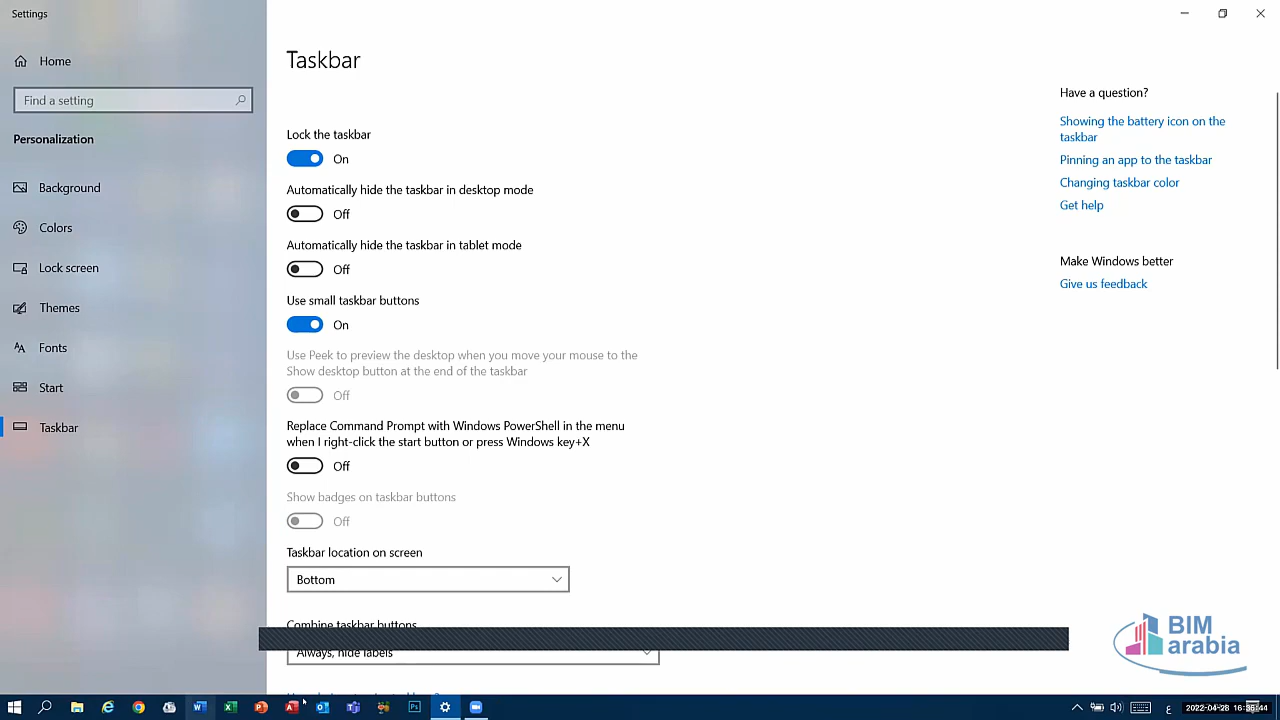 Settings
Home
Find a setting
Personalization
Background
Colors
Lock screen
Themes
Fonts
Start
Taskbar
Taskbar
Lock the taskbar
On
Automatically hide the taskbar in desktop mode
Off
Automatically hide the taskbar in tablet mode
Off
Use small taskbar buttons
On
Use Peek to preview the desktop when you move your mouse to the
Show desktop button at the end of the taskbar
Off
Replace Command Prompt with Windows PowerShell in the menu
when I right-click the start button or press Windows key+X
Off
Show badges on taskbar buttons
Off
Taskbar location on screen
Bottom
Combine taskbar buttons
Always, hide labels
Have a question?
Showing the battery icon on the
taskbar
Pinning an app to the taskbar
Changing taskbar color
Get help
Make Windows better
Give us feedback
BIM
arabia
ع
2022-04-28 16:36:44